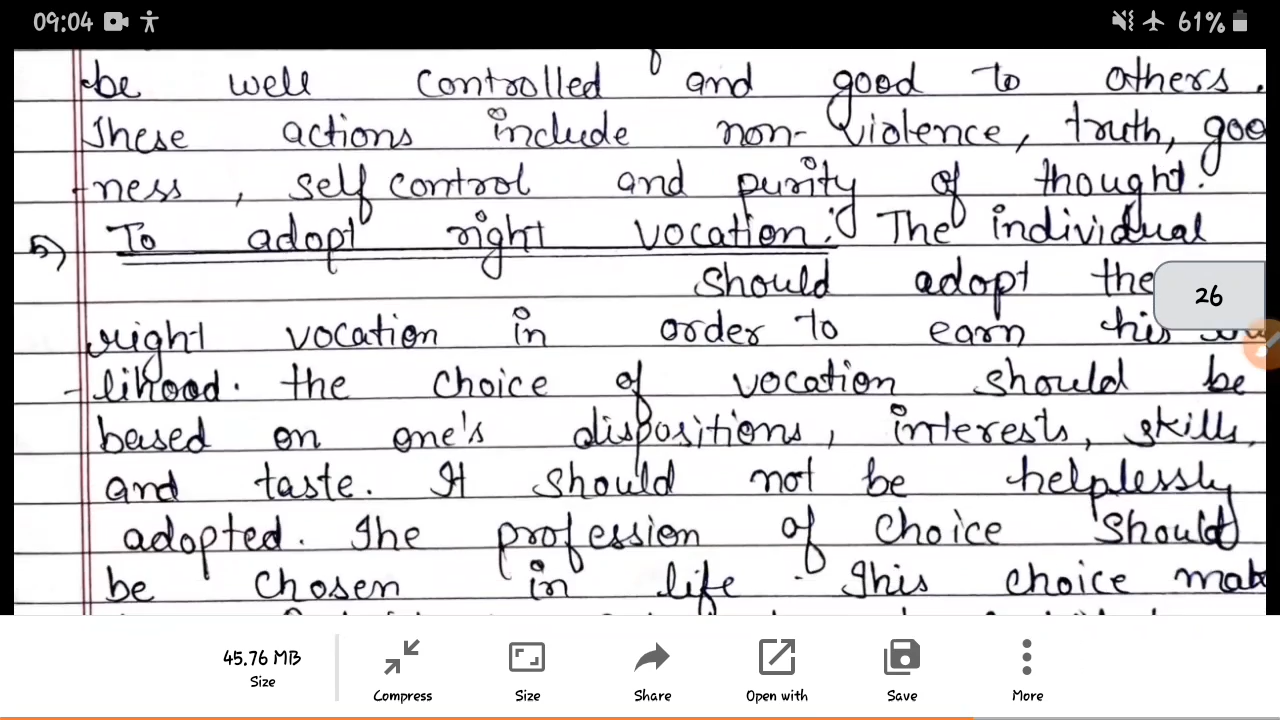 09:04
61%
be well controlled and good to others.
These actions include non-violence, truth, goo
-ness, self control and purity of thought.
5) To adopt right vocation: The individual
should adopt the
26
right vocation in order to earn his
-lihood. the choice of vocation should be
based on one's dispositions, interests, skills,
and taste. It should not be helplessly
adopted. The profession of choice should
be chosen in life. This choice mak
45.76 MB
Size
Compress
Size
Share
Open with
Save
More